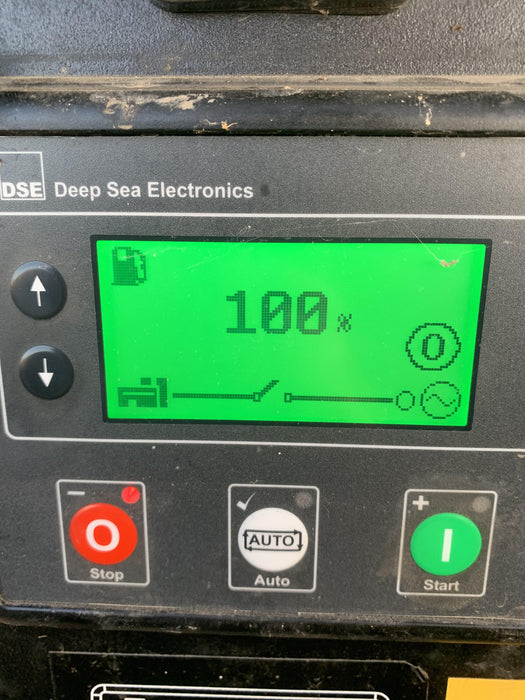 DSE Deep Sea Electronics
100 %
0
O
AUTO
I
Stop
Auto
Start